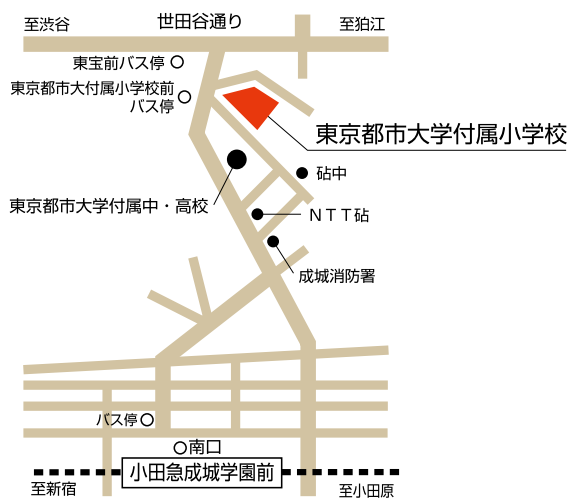 至渋谷
世田谷通り
至狛江
東宝前バス停
東京都市大付属小学校前
バス停
東京都市大学付属小学校
砧中
東京都市大学付属中・高校
NTT砧
成城消防署
バス停
南口
小田急成城学園前
至新宿
至小田原